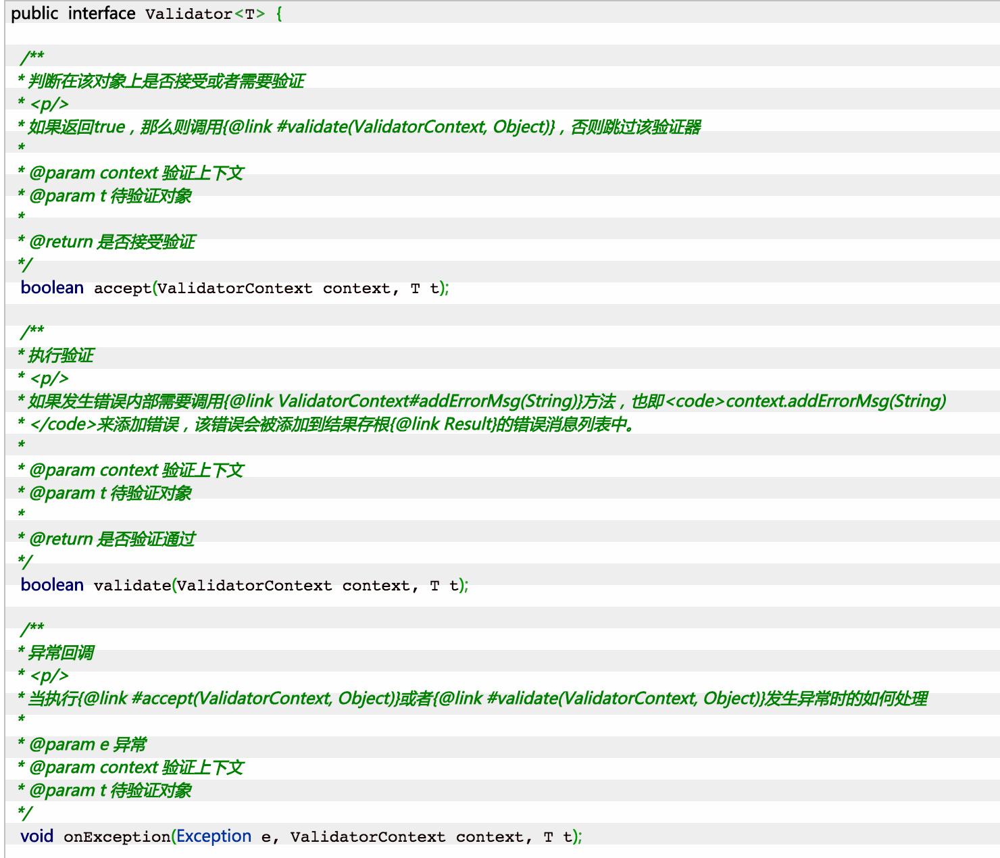 public interface Validator<T> {
/**
* 判断在该对象上是否接受或者需要验证
* <p/>
* 如果返回true，那么则调用{@link #validate(ValidatorContext, Object)}，否则跳过该验证器
*
* @param context 验证上下文
* @param t 待验证对象
*
* @return 是否接受验证
*/
boolean accept(ValidatorContext context, T t);
/**
* 执行验证
* <p/>
* 如果发生错误内部需要调用{@link ValidatorContext#addErrorMsg(String)}方法，也即<code>context.addErrorMsg(String)
* </code>来添加错误，该错误会被添加到结果存根{@link Result}的错误消息列表中。
*
* @param context 验证上下文
* @param t 待验证对象
*
* @return 是否验证通过
*/
boolean validate(ValidatorContext context, T t);
/**
* 异常回调
* <p/>
* 当执行{@link #accept(ValidatorContext, Object)}或者{@link #validate(ValidatorContext, Object)}发生异常时的如何处理
*
* @param e 异常
* @param context 验证上下文
* @param t 待验证对象
*/
void onException(Exception e, ValidatorContext context, T t);